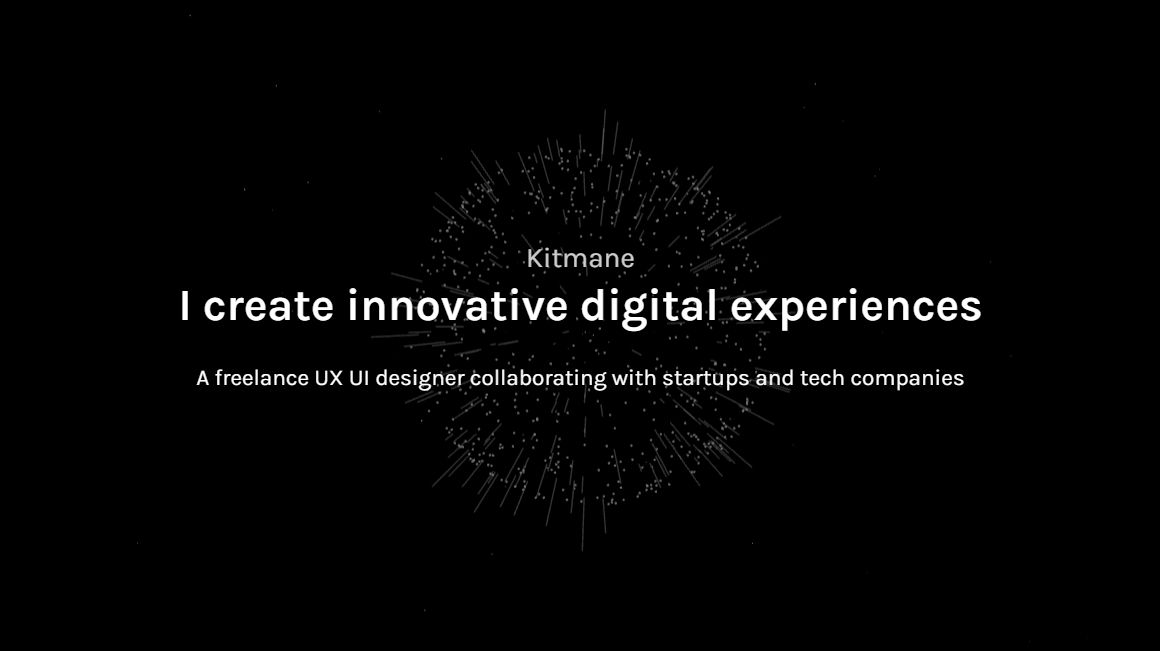 Kitmane
I create innovative digital experiences
A freelance UX UI designer collaborating with startups and tech companies